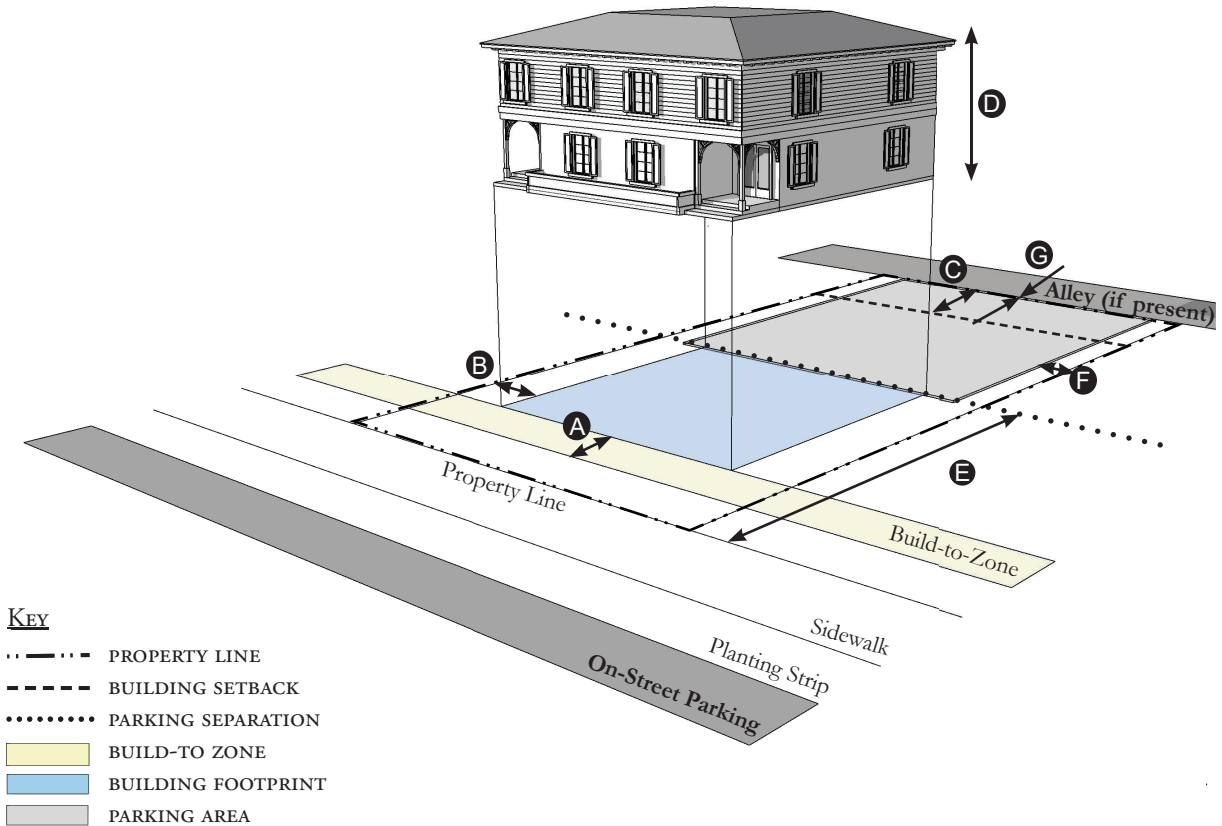 D
G
C
Alley (if present)
B
F
A
E
Property Line
Build-to-Zone
Sidewalk
Planting Strip
On-Street Parking
KEY
PROPERTY LINE
BUILDING SETBACK
PARKING SEPARATION
BUILD-TO ZONE
BUILDING FOOTPRINT
PARKING AREA